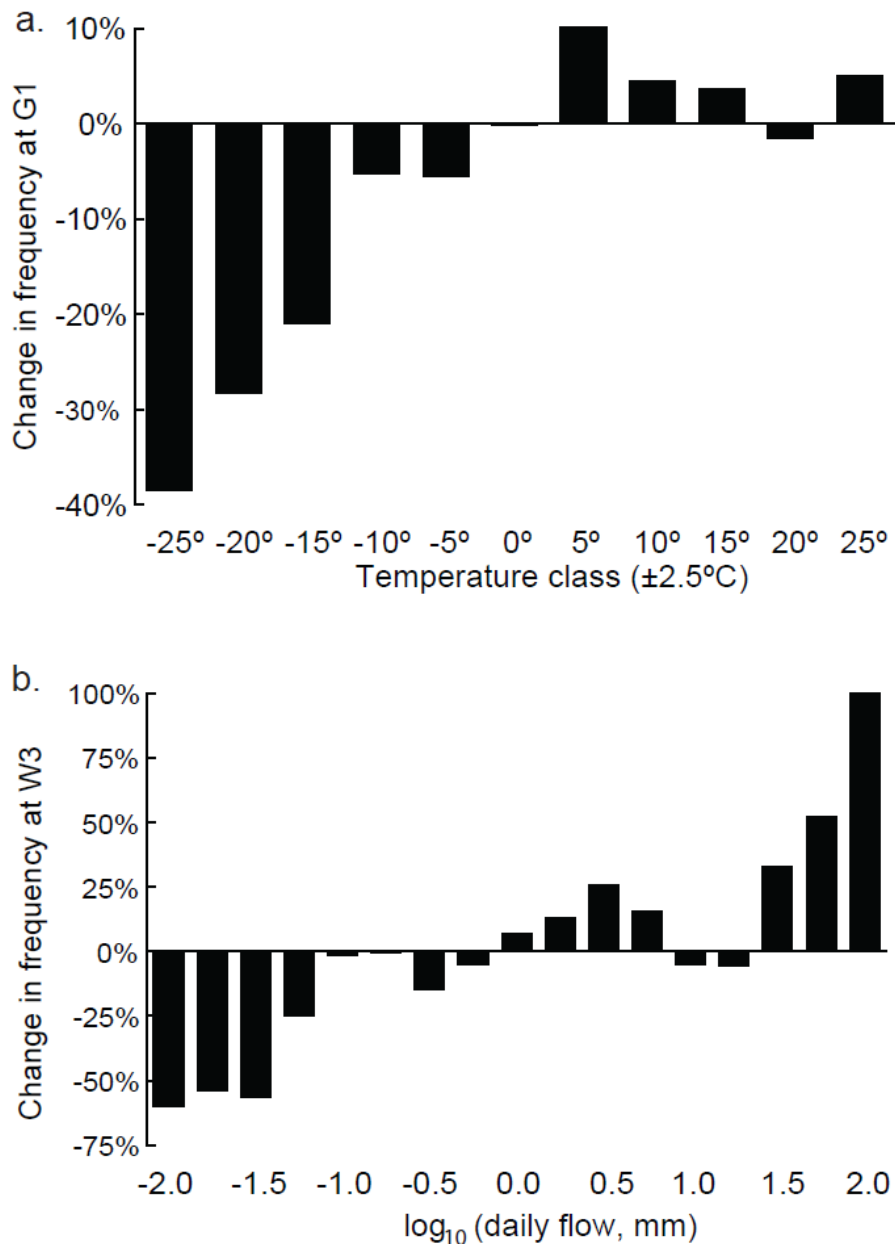 a.
10%
0%
-10%
-20%
-30%
-40%
Change in frequency at G1
-25º -20º -15º -10º -5º 0º 5º 10º 15º 20º 25º
Temperature class (±2.5ºC)
b.
100%
75%
50%
25%
0%
-25%
-50%
-75%
Change in frequency at W3
-2.0 -1.5 -1.0 -0.5 0.0 0.5 1.0 1.5 2.0
log10 (daily flow, mm)